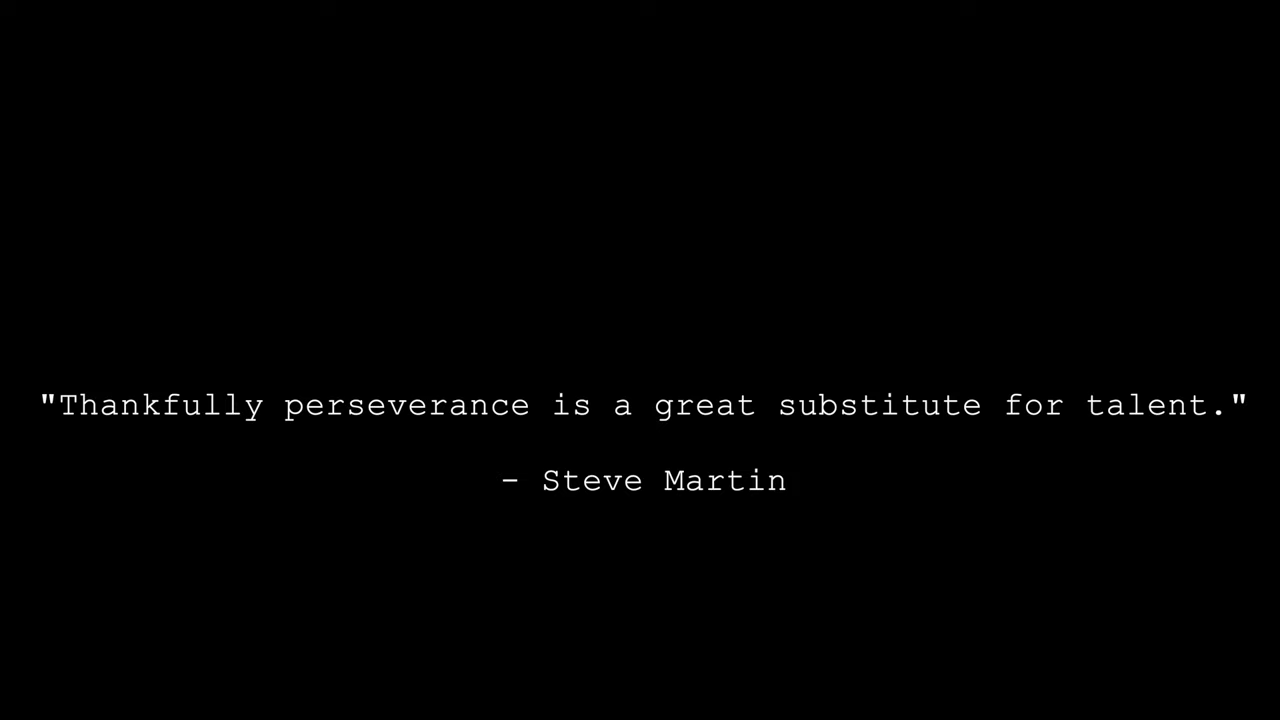 "Thankfully perseverance is a great substitute for talent."
- Steve Martin